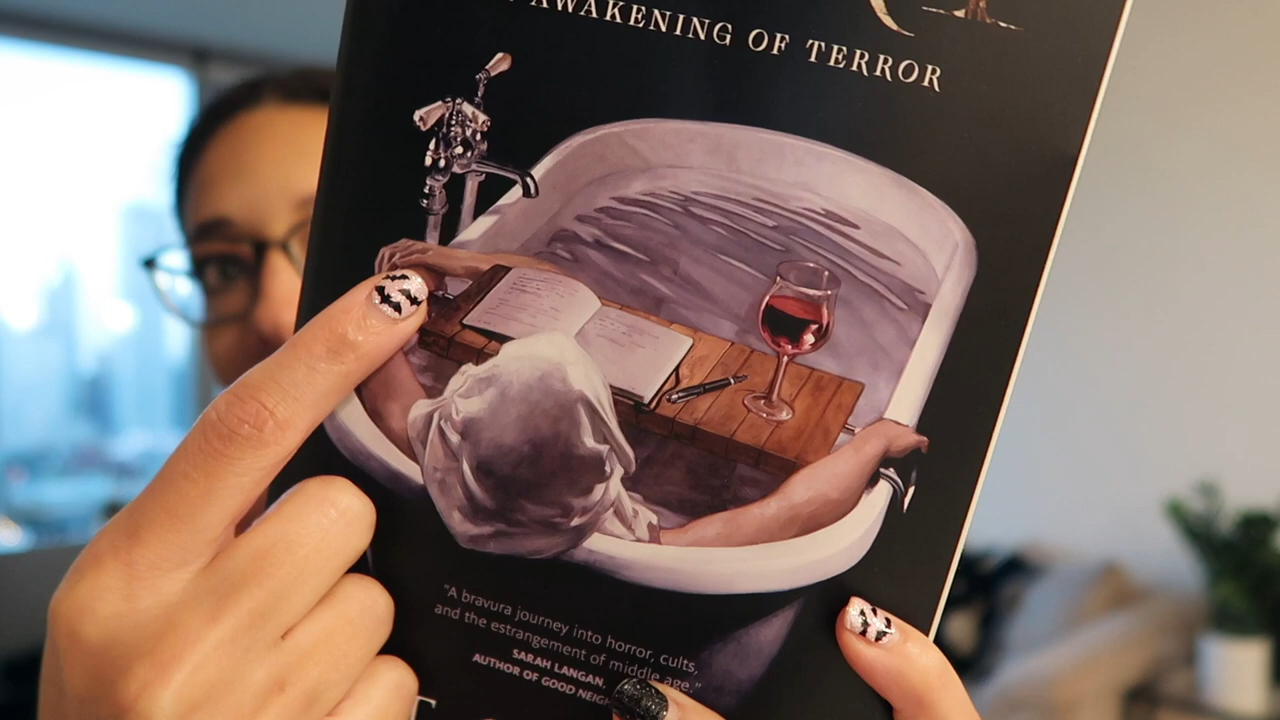 AWAKENING OF TERROR
"A bravura journey into horror, cults,
and the estrangement of middle age."
SARAH LANGAN,
AUTHOR OF GOOD